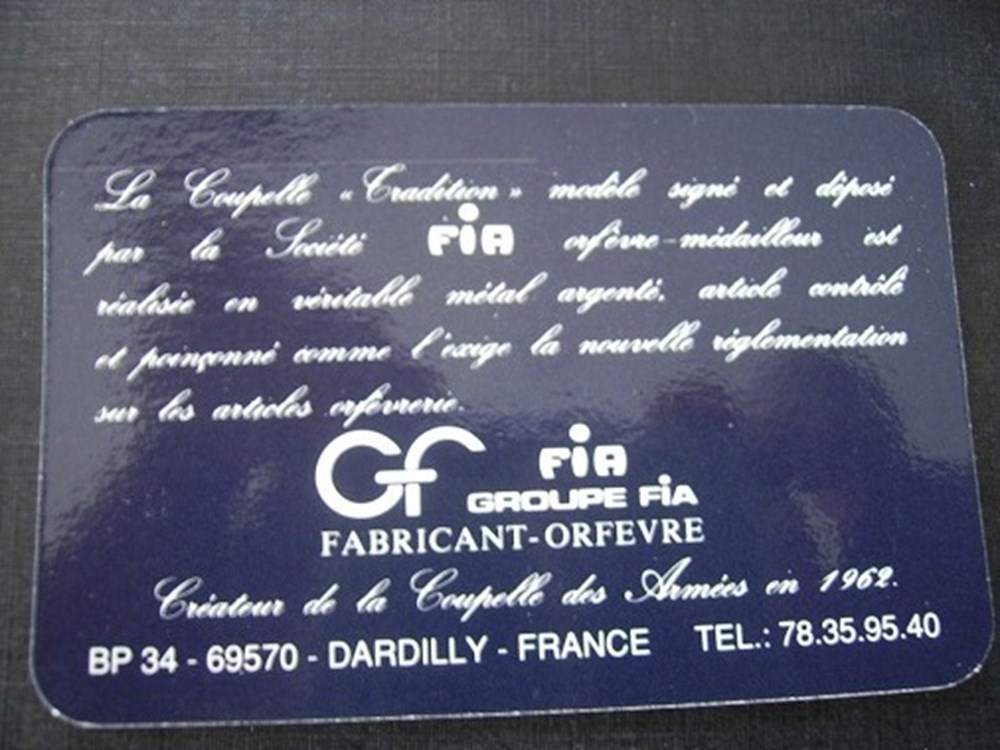 La Coupelle « Tradition » modèle signé et déposé
par la Société FIA orfèvre-médailleur est
réalisée en véritable métal argenté, article contrôlé
et poinçonné comme l'exige la nouvelle réglementation
sur les articles orfèvrerie.
GF FIA
GROUPE FIA
FABRICANT-ORFEVRE
Créateur de la Coupelle des Armées en 1962.
BP 34 - 69570 - DARDILLY - FRANCE TEL.: 78.35.95.40